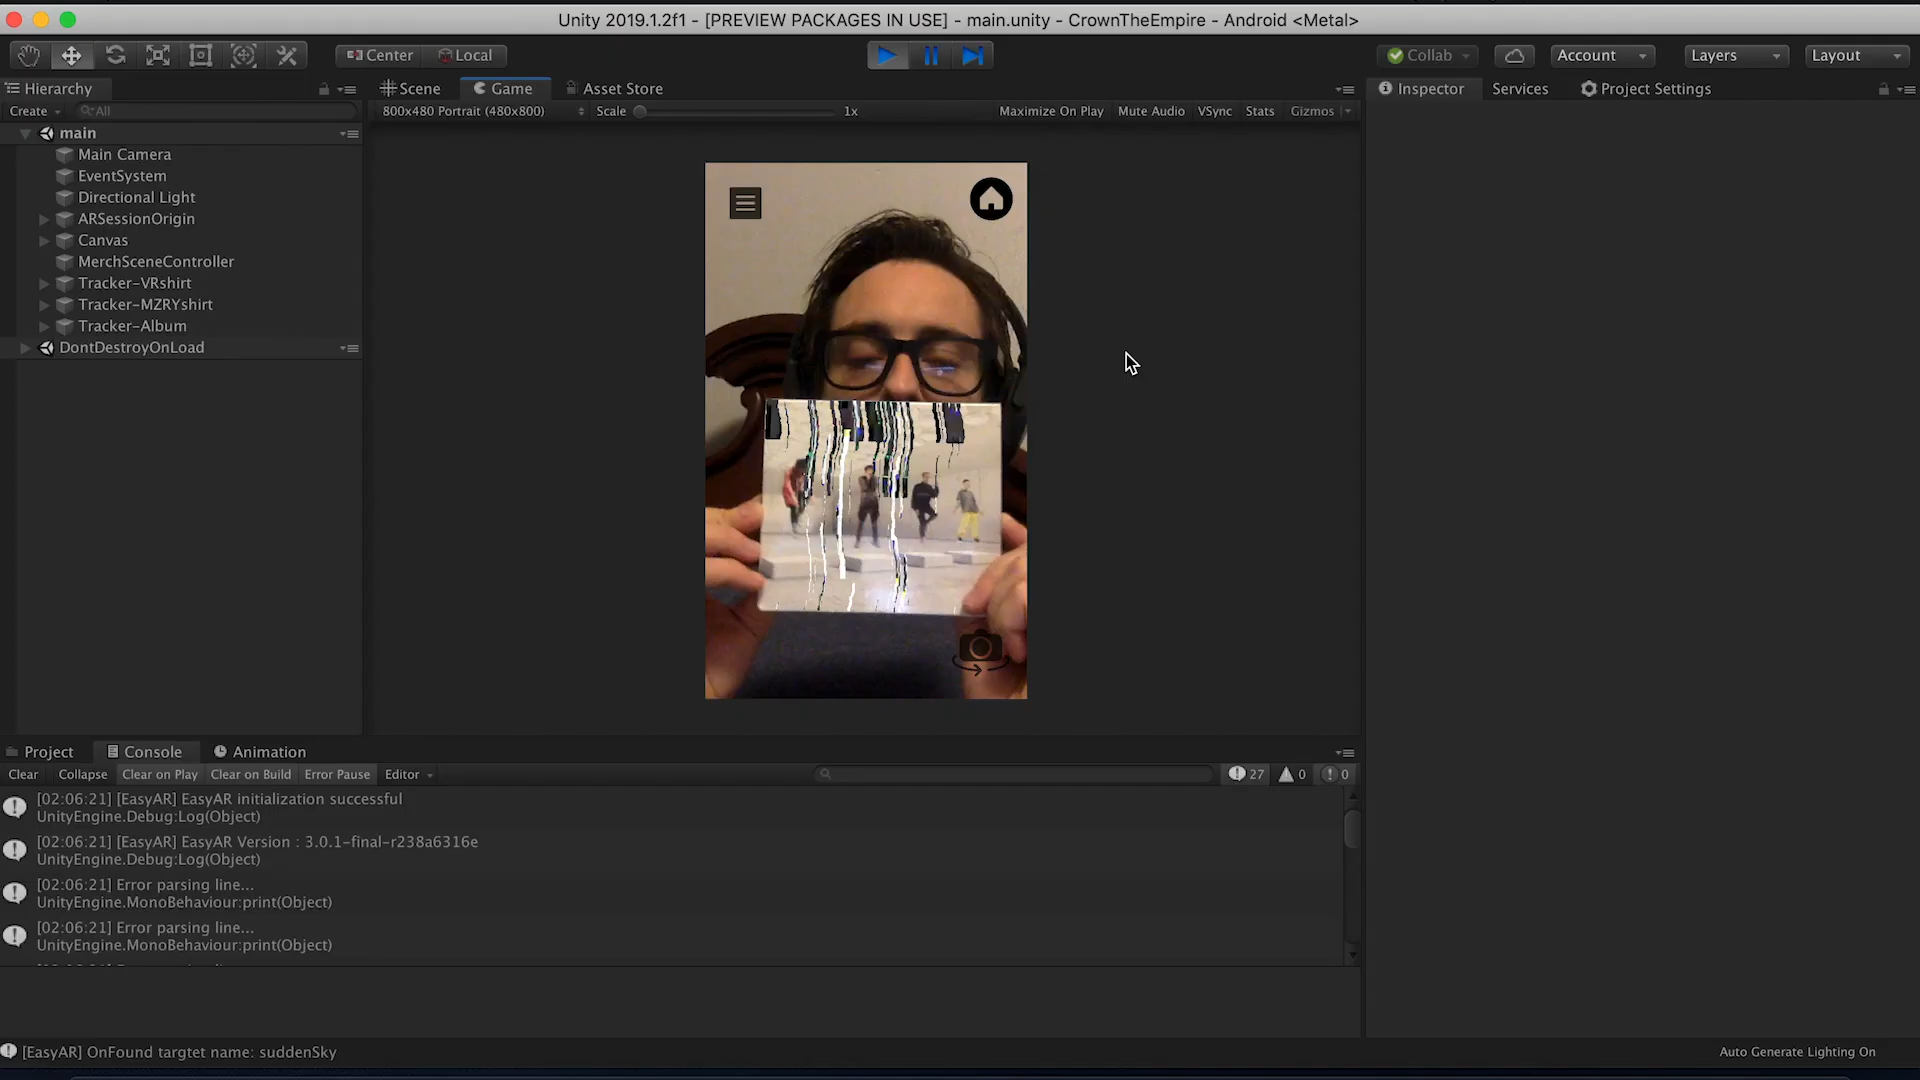 Unity 2019.1.2f1 - [PREVIEW PACKAGES IN USE] - main.unity - CrownTheEmpire - Android <Metal>
Center Local Collab Account Layers Layout
Hierarchy Scene Game Asset Store Inspector Services Project Settings
Create All 800x480 Portrait (480x800) Scale 1x Maximize On Play Mute Audio VSync Stats Gizmos
main
Main Camera
EventSystem
Directional Light
ARSessionOrigin
Canvas
MerchSceneController
Tracker-VRshirt
Tracker-MZRYshirt
Tracker-Album
DontDestroyOnLoad
Project Console Animation
Clear Collapse Clear on Play Clear on Build Error Pause Editor 27 0 0
[02:06:21] [EasyAR] EasyAR initialization successful
UnityEngine.Debug:Log(Object)
[02:06:21] [EasyAR] EasyAR Version : 3.0.1-final-r238a6316e
UnityEngine.Debug:Log(Object)
[02:06:21] Error parsing line...
UnityEngine.MonoBehaviour:print(Object)
[02:06:21] Error parsing line...
UnityEngine.MonoBehaviour:print(Object)
[EasyAR] OnFound targtet name: suddenSky Auto Generate Lighting On